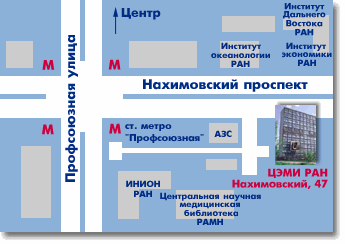 Центр
Институт
Дальнего
Востока
РАН
Институт
океанологии
РАН
Институт
экономики
РАН
М
М
Нахимовский проспект
Профсоюзная улица
М
М
ст. метро
"Профсоюзная"
АЗС
ЦЭМИ РАН
Нахимовский, 47
ИНИОН
РАН
Центральная научная
медицинская
библиотека
РАМН